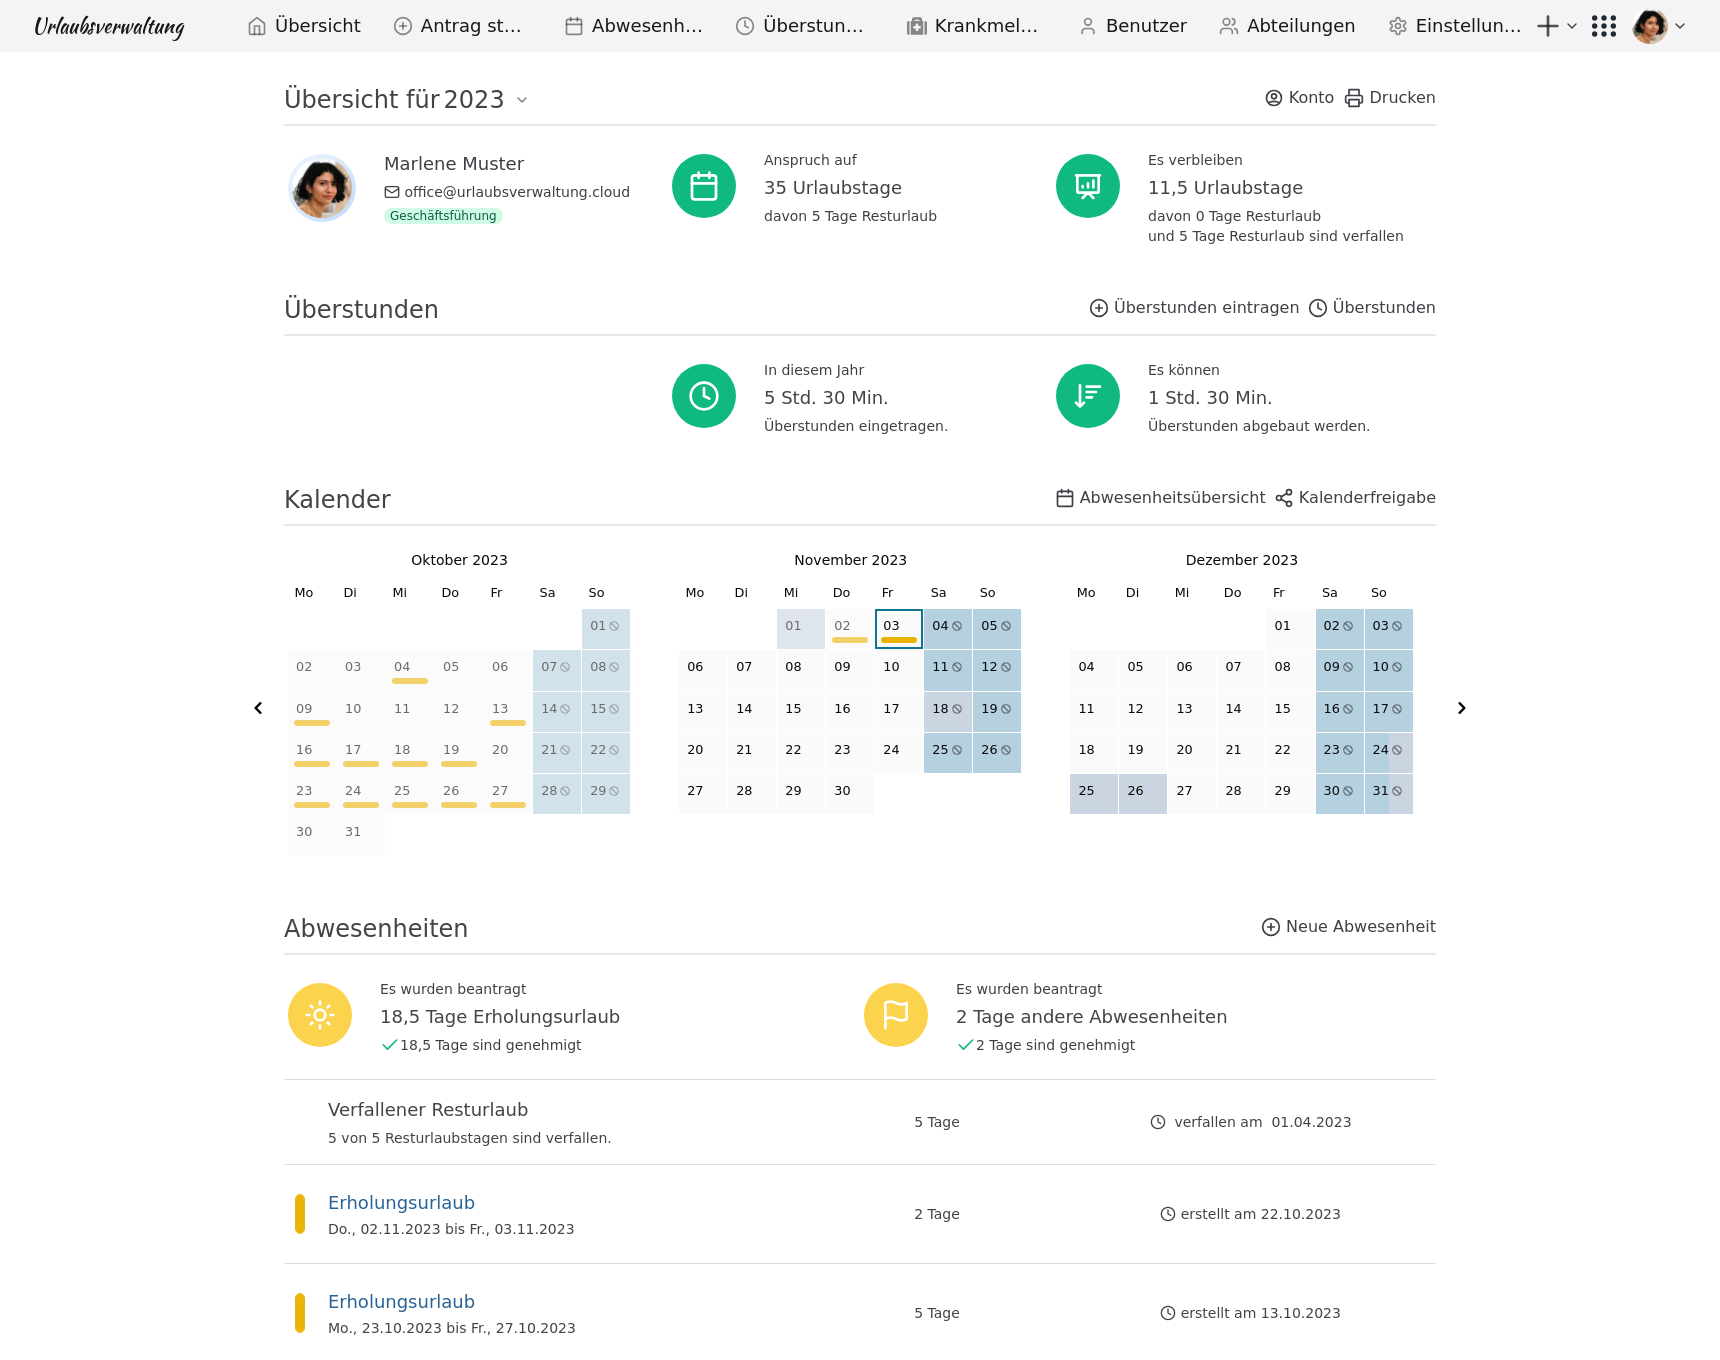 Urlaubsverwaltung
Übersicht
Antrag st…
Abwesenh…
Überstun…
Krankmel…
Benutzer
Abteilungen
Einstellun…
Übersicht für 2023
Konto
Drucken
Marlene Muster
office@urlaubsverwaltung.cloud
Geschäftsführung
Anspruch auf
35 Urlaubstage
davon 5 Tage Resturlaub
Es verbleiben
11,5 Urlaubstage
davon 0 Tage Resturlaub
und 5 Tage Resturlaub sind verfallen
Überstunden
Überstunden eintragen
Überstunden
In diesem Jahr
5 Std. 30 Min.
Überstunden eingetragen.
Es können
1 Std. 30 Min.
Überstunden abgebaut werden.
Kalender
Abwesenheitsübersicht
Kalenderfreigabe
Oktober 2023
Mo Di Mi Do Fr Sa So
01
02 03 04 05 06 07 08
09 10 11 12 13 14 15
16 17 18 19 20 21 22
23 24 25 26 27 28 29
30 31
November 2023
Mo Di Mi Do Fr Sa So
01 02 03 04 05
06 07 08 09 10 11 12
13 14 15 16 17 18 19
20 21 22 23 24 25 26
27 28 29 30
Dezember 2023
Mo Di Mi Do Fr Sa So
01 02 03
04 05 06 07 08 09 10
11 12 13 14 15 16 17
18 19 20 21 22 23 24
25 26 27 28 29 30 31
Abwesenheiten
Neue Abwesenheit
Es wurden beantragt
18,5 Tage Erholungsurlaub
18,5 Tage sind genehmigt
Es wurden beantragt
2 Tage andere Abwesenheiten
2 Tage sind genehmigt
Verfallener Resturlaub
5 von 5 Resturlaubstagen sind verfallen.
5 Tage
verfallen am 01.04.2023
Erholungsurlaub
Do., 02.11.2023 bis Fr., 03.11.2023
2 Tage
erstellt am 22.10.2023
Erholungsurlaub
Mo., 23.10.2023 bis Fr., 27.10.2023
5 Tage
erstellt am 13.10.2023